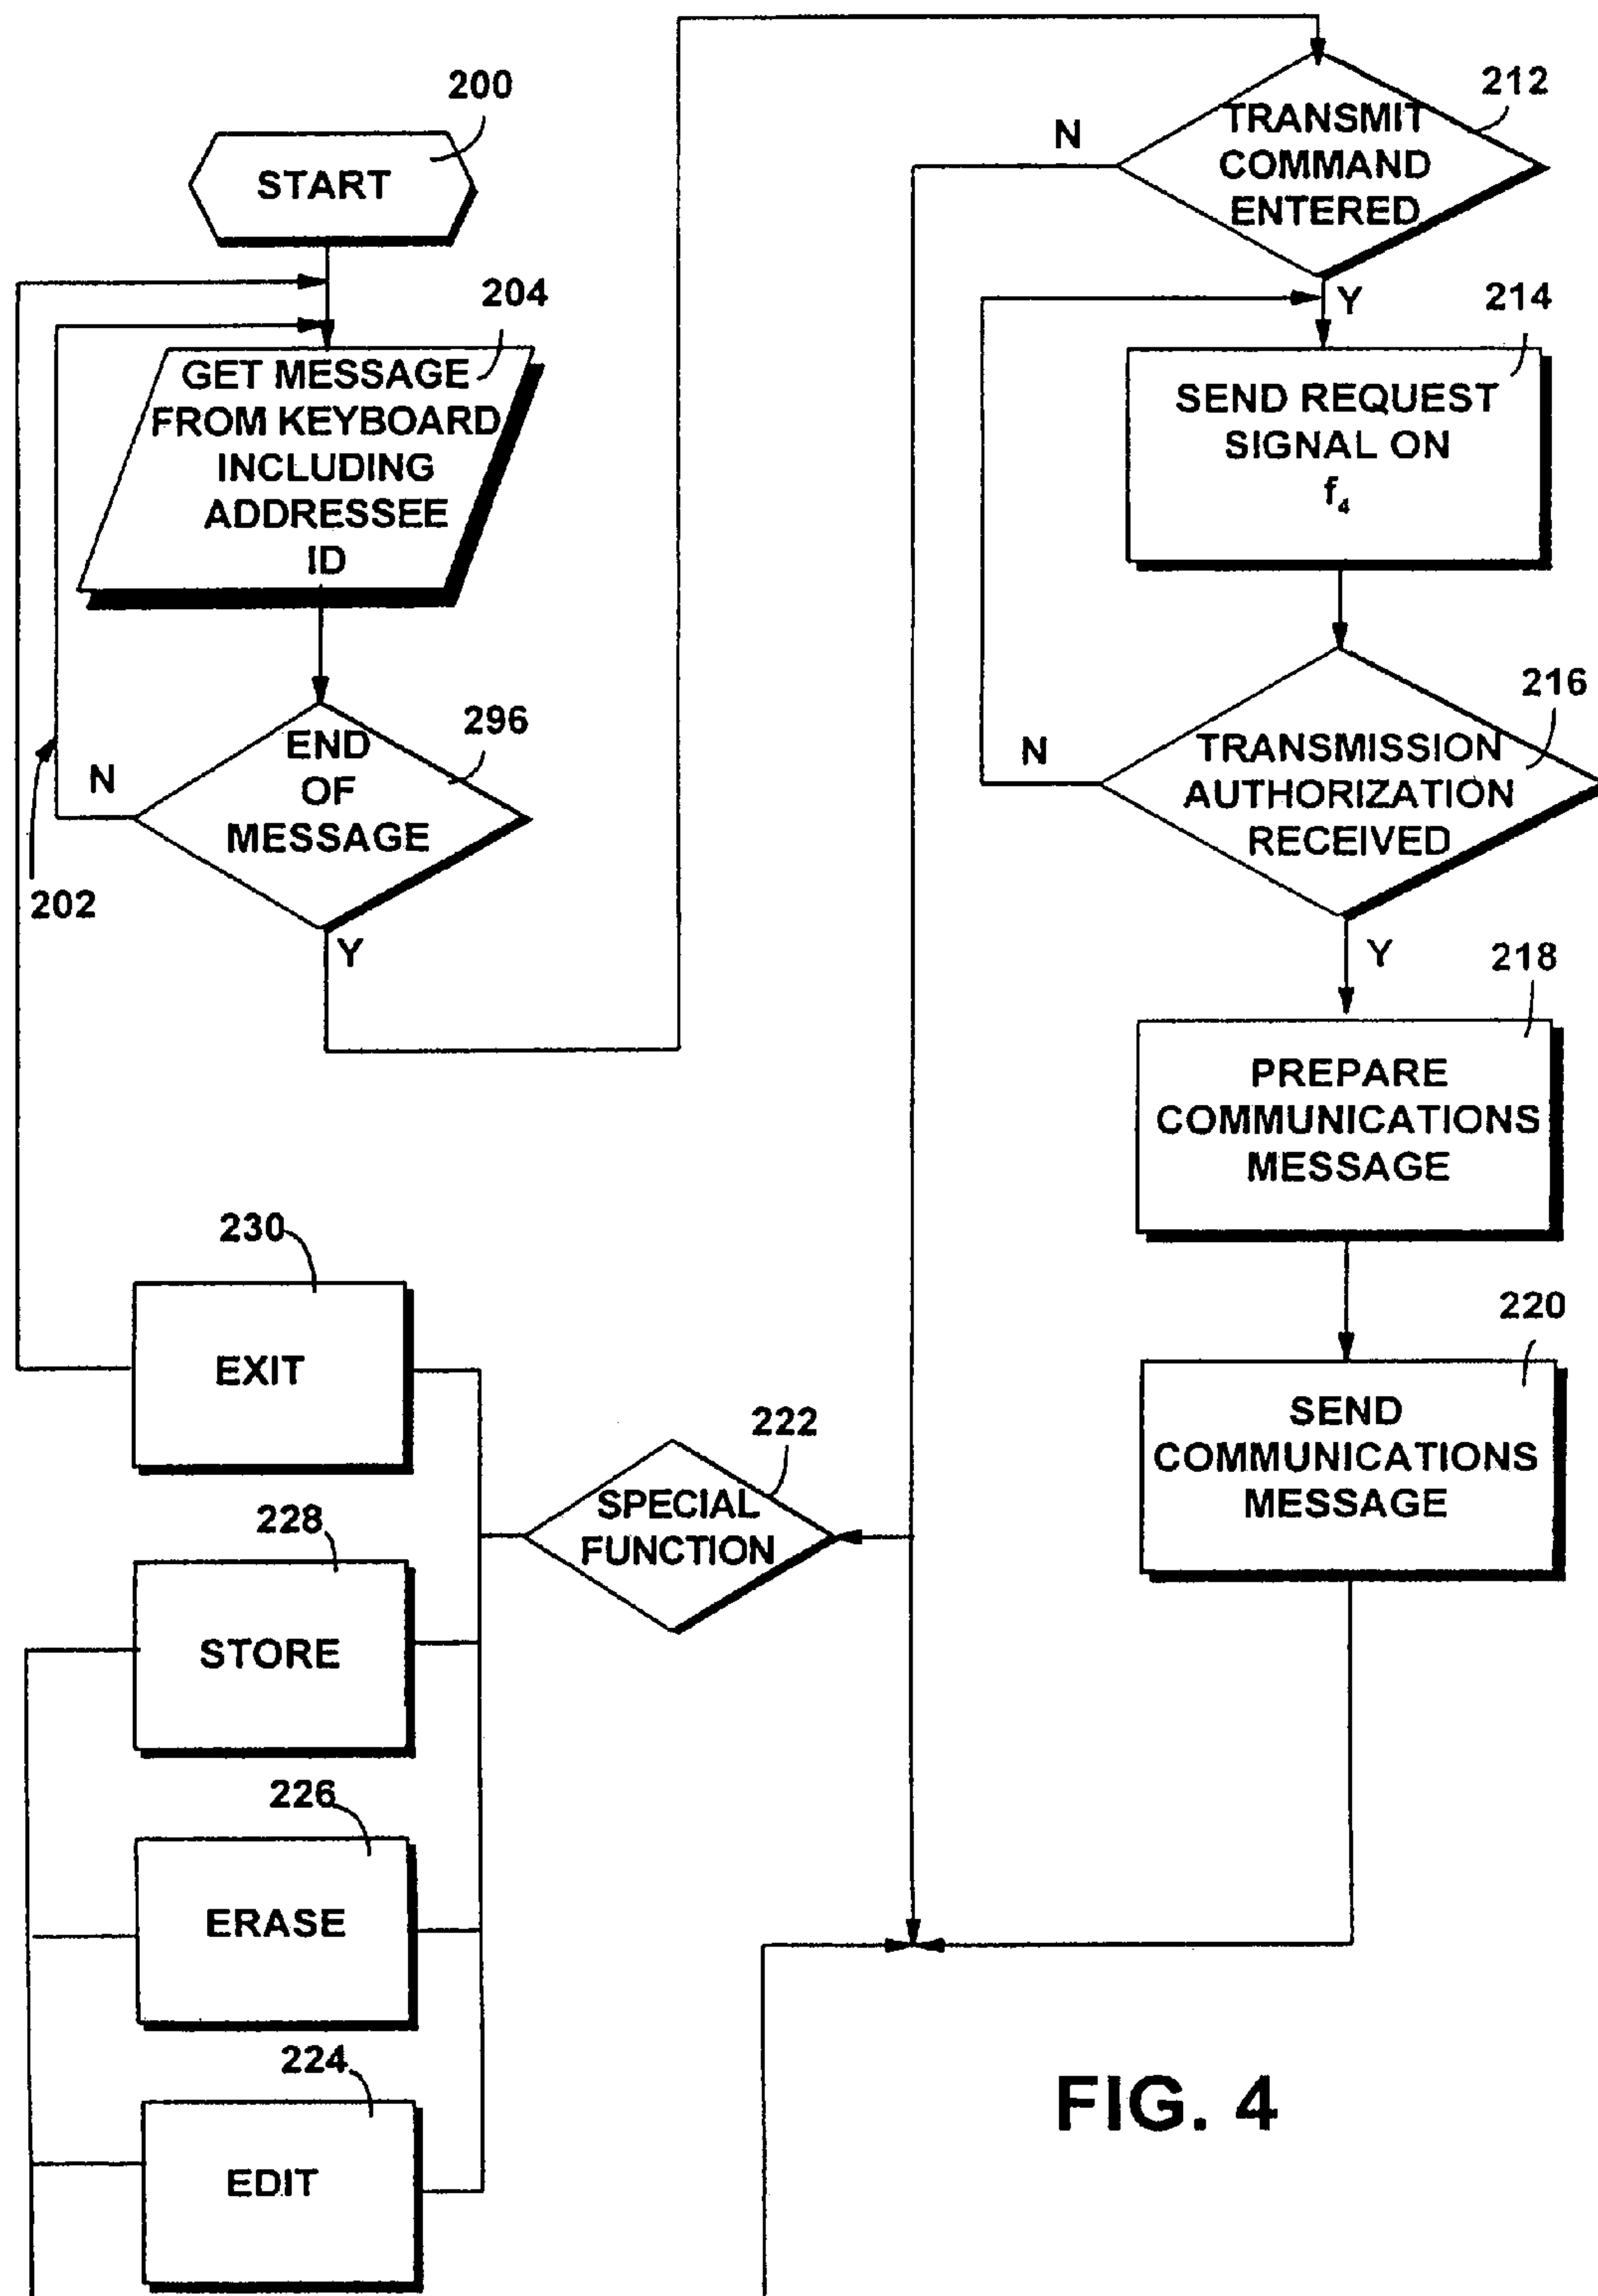 200
START
204
GET MESSAGE
FROM KEYBOARD
INCLUDING
ADDRESSEE
ID
296
END
OF
MESSAGE
N
202
Y
212
TRANSMIT
COMMAND
ENTERED
N
Y
214
SEND REQUEST
SIGNAL ON
f₄
216
TRANSMISSION
AUTHORIZATION
RECEIVED
N
Y
218
PREPARE
COMMUNICATIONS
MESSAGE
220
SEND
COMMUNICATIONS
MESSAGE
222
SPECIAL
FUNCTION
230
EXIT
228
STORE
226
ERASE
224
EDIT
FIG. 4